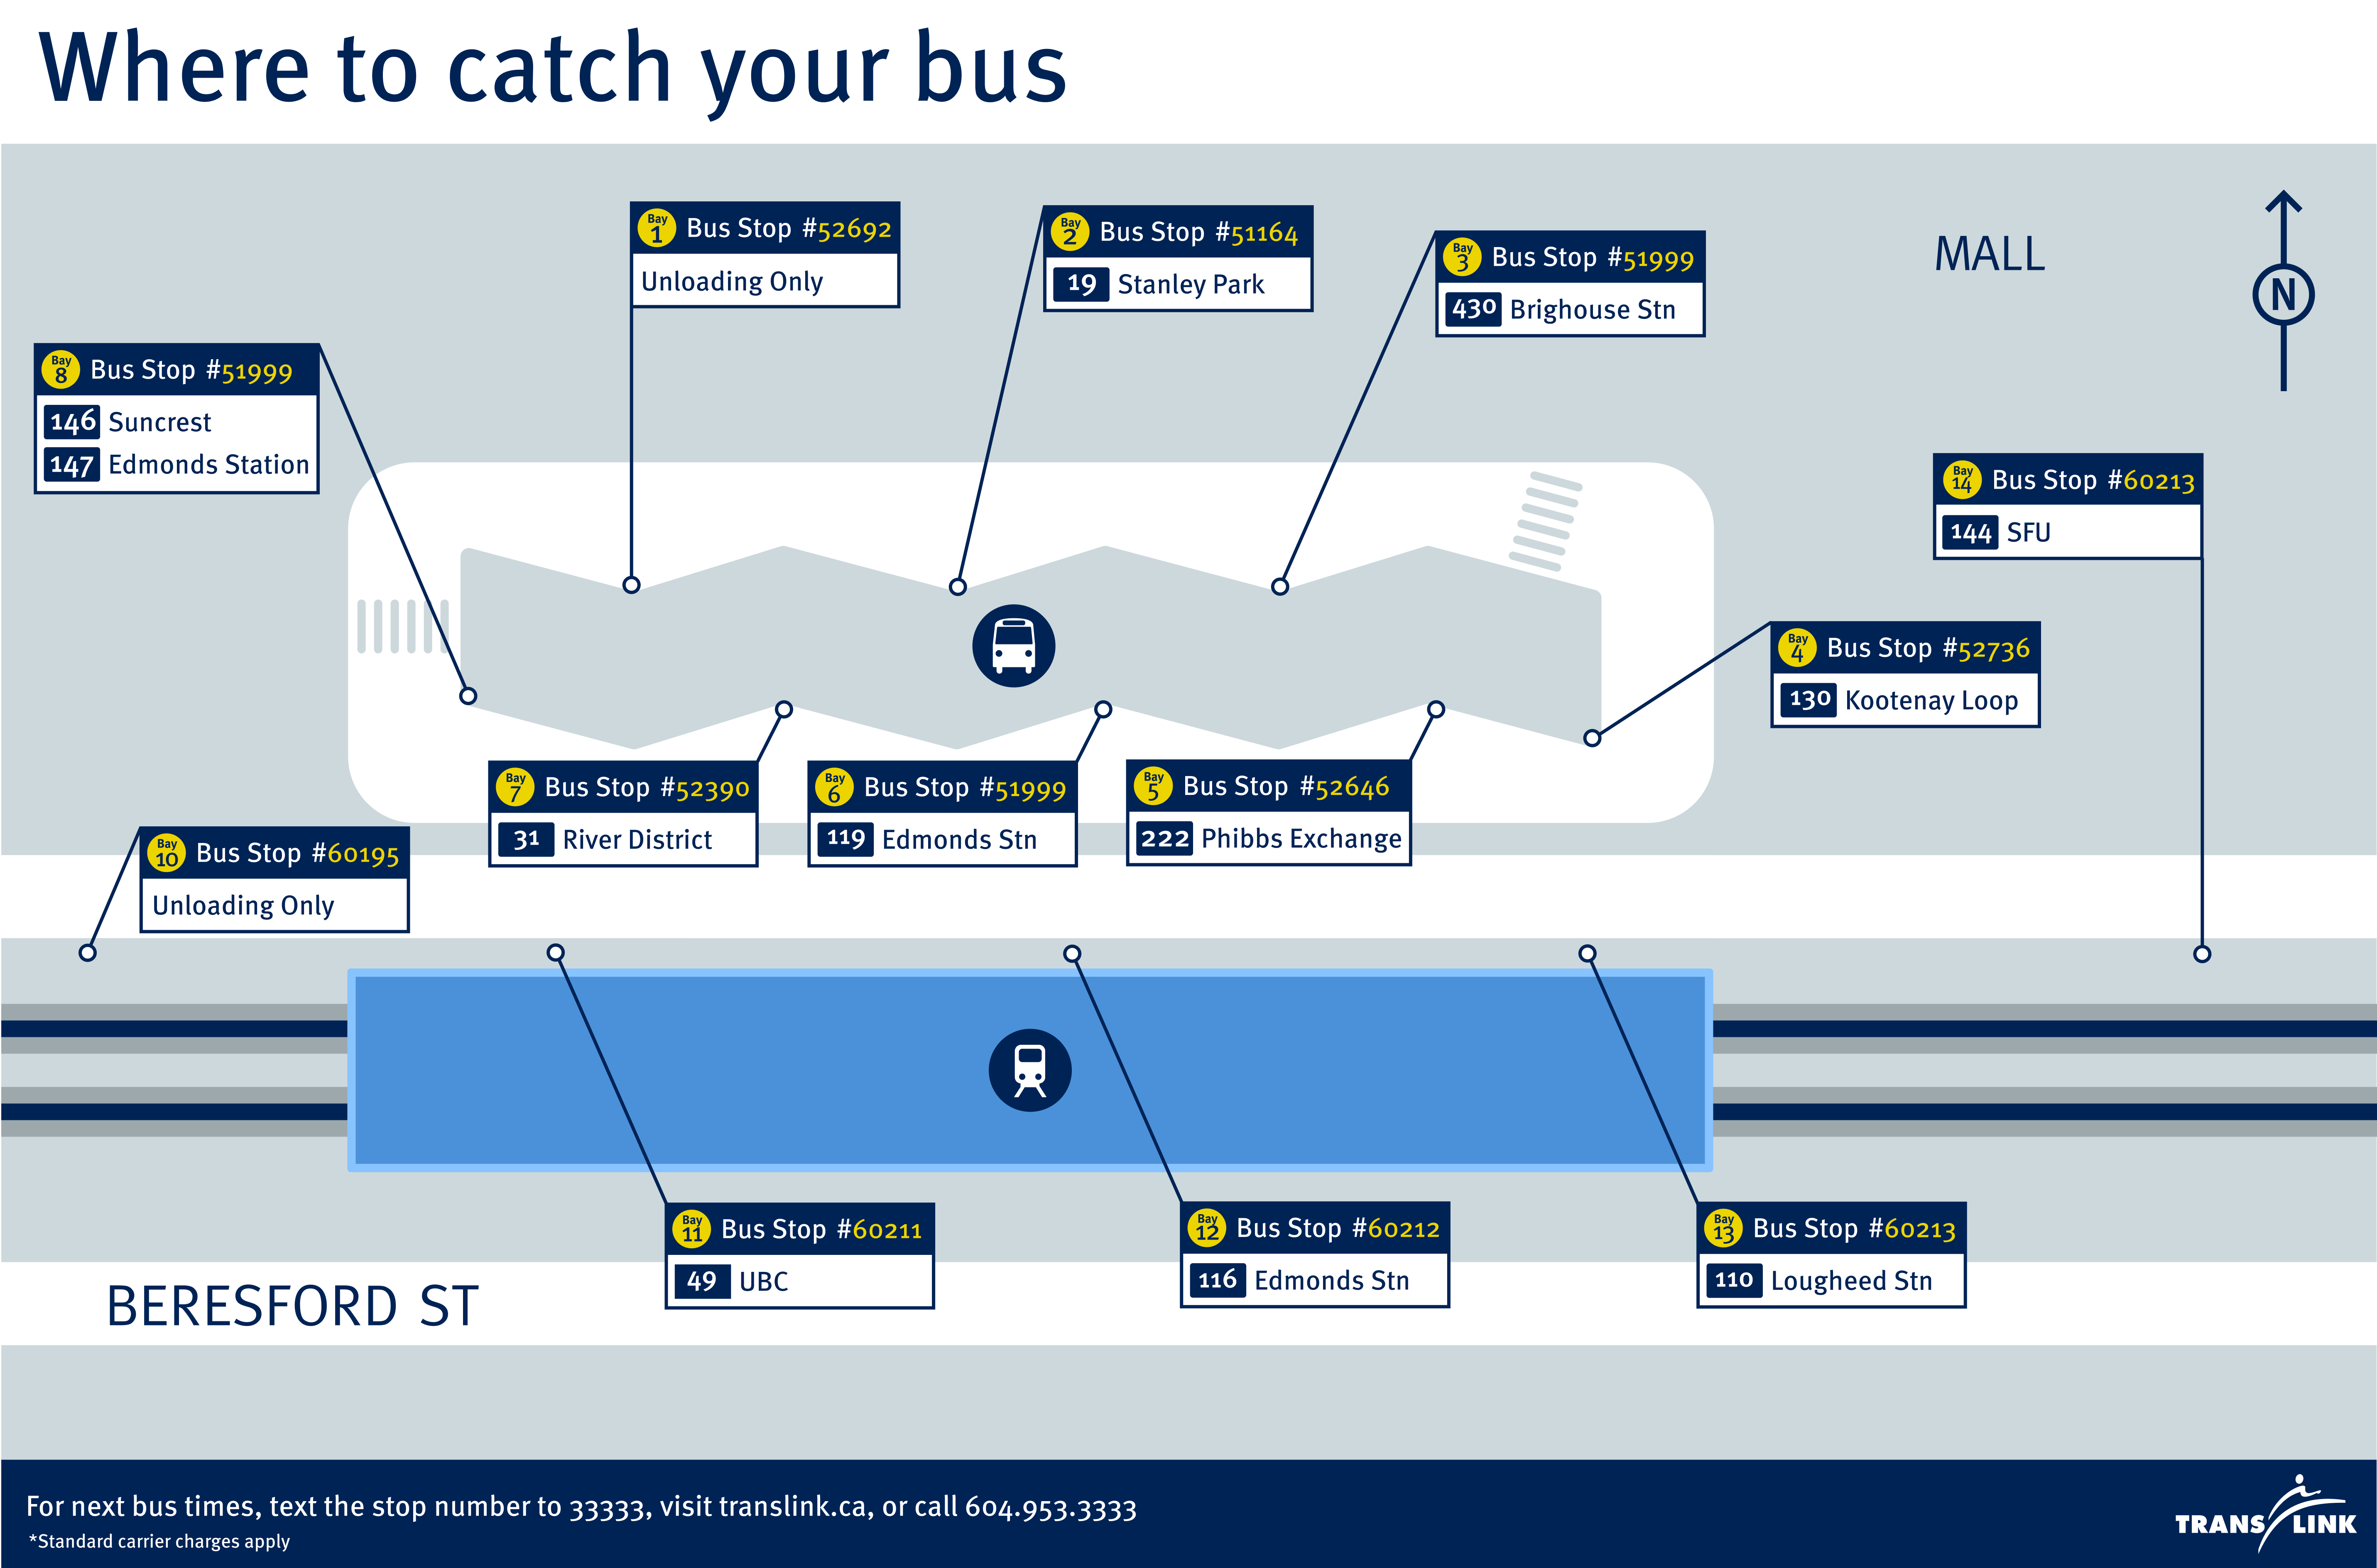 Where to catch your bus
Bay 1 Bus Stop #52692
Unloading Only
Bay 2 Bus Stop #51164
19 Stanley Park
Bay 3 Bus Stop #51999
430 Brighouse Stn
MALL
N
Bay 8 Bus Stop #51999
146 Suncrest
147 Edmonds Station
Bay 14 Bus Stop #60213
144 SFU
Bay 4 Bus Stop #52736
130 Kootenay Loop
Bay 7 Bus Stop #52390
31 River District
Bay 6 Bus Stop #51999
119 Edmonds Stn
Bay 5 Bus Stop #52646
222 Phibbs Exchange
Bay 10 Bus Stop #60195
Unloading Only
Bay 11 Bus Stop #60211
49 UBC
Bay 12 Bus Stop #60212
116 Edmonds Stn
Bay 13 Bus Stop #60213
110 Lougheed Stn
BERESFORD ST
For next bus times, text the stop number to 33333, visit translink.ca, or call 604.953.3333
*Standard carrier charges apply
TRANS LINK